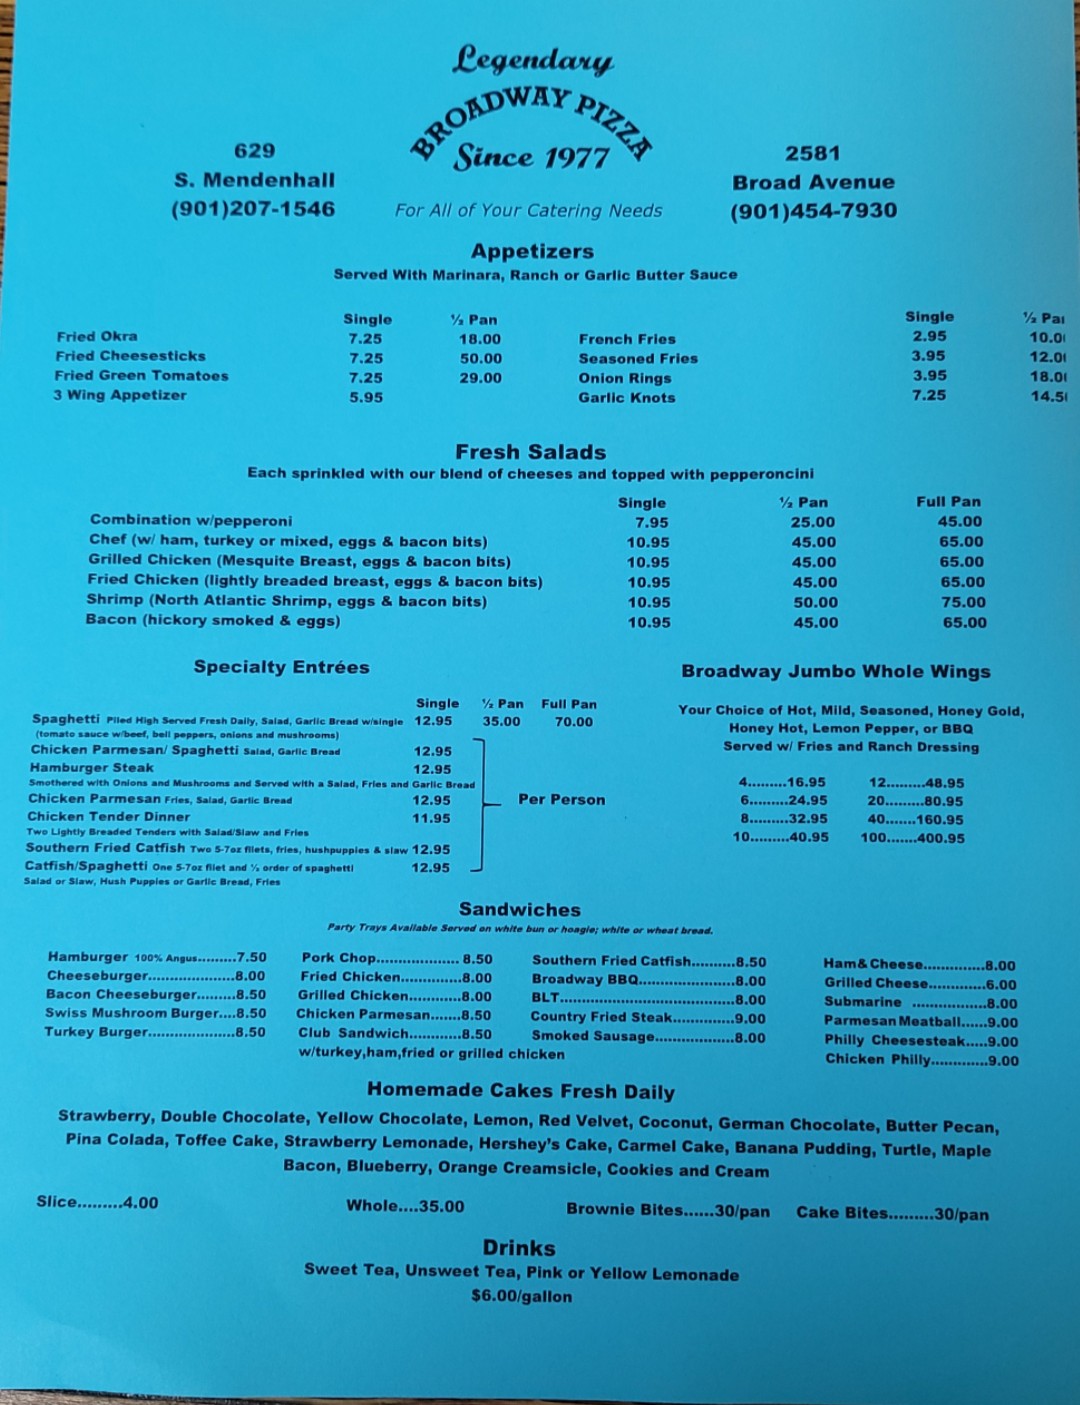 Legendary
BROADWAY PIZZA
Since 1977
629
S. Mendenhall
(901)207-1546
For All of Your Catering Needs
2581
Broad Avenue
(901)454-7930
Appetizers
Served With Marinara, Ranch or Garlic Butter Sauce
Single ½ Pan
Fried Okra 7.25 18.00
Fried Cheesesticks 7.25 50.00
Fried Green Tomatoes 7.25 29.00
3 Wing Appetizer 5.95
Single ½ Pa
French Fries 2.95 10.0
Seasoned Fries 3.95 12.0
Onion Rings 3.95 18.0
Garlic Knots 7.25 14.5
Fresh Salads
Each sprinkled with our blend of cheeses and topped with pepperoncini
Single ½ Pan Full Pan
Combination w/pepperoni 7.95 25.00 45.00
Chef (w/ ham, turkey or mixed, eggs & bacon bits) 10.95 45.00 65.00
Grilled Chicken (Mesquite Breast, eggs & bacon bits) 10.95 45.00 65.00
Fried Chicken (lightly breaded breast, eggs & bacon bits) 10.95 45.00 65.00
Shrimp (North Atlantic Shrimp, eggs & bacon bits) 10.95 50.00 75.00
Bacon (hickory smoked & eggs) 10.95 45.00 65.00
Specialty Entrées
Single ½ Pan Full Pan
Spaghetti Piled High Served Fresh Daily, Salad, Garlic Bread w/single 12.95 35.00 70.00
(tomato sauce w/beef, bell peppers, onions and mushrooms)
Chicken Parmesan/ Spaghetti Salad, Garlic Bread 12.95
Hamburger Steak 12.95
Smothered with Onions and Mushrooms and Served with a Salad, Fries and Garlic Bread
Chicken Parmesan Fries, Salad, Garlic Bread 12.95
Per Person
Chicken Tender Dinner 11.95
Two Lightly Breaded Tenders with Salad/Slaw and Fries
Southern Fried Catfish Two 5-7oz filets, fries, hushpuppies & slaw 12.95
Catfish/Spaghetti One 5-7oz filet and ½ order of spaghetti 12.95
Salad or Slaw, Hush Puppies or Garlic Bread, Fries
Broadway Jumbo Whole Wings
Your Choice of Hot, Mild, Seasoned, Honey Gold,
Honey Hot, Lemon Pepper, or BBQ
Served w/ Fries and Ranch Dressing
4.........16.95 12.........48.95
6.........24.95 20.........80.95
8.........32.95 40.......160.95
10.........40.95 100.......400.95
Sandwiches
Party Trays Available Served on white bun or hoagie; white or wheat bread.
Hamburger 100% Angus.........7.50
Cheeseburger....................8.00
Bacon Cheeseburger.........8.50
Swiss Mushroom Burger....8.50
Turkey Burger....................8.50
Pork Chop................... 8.50
Fried Chicken..............8.00
Grilled Chicken............8.00
Chicken Parmesan.......8.50
Club Sandwich............8.50
w/turkey,ham,fried or grilled chicken
Southern Fried Catfish..........8.50
Broadway BBQ......................8.00
BLT........................................8.00
Country Fried Steak..............9.00
Smoked Sausage..................8.00
Ham& Cheese..............8.00
Grilled Cheese.............6.00
Submarine .................8.00
Parmesan Meatball......9.00
Philly Cheesesteak.....9.00
Chicken Philly.............9.00
Homemade Cakes Fresh Daily
Strawberry, Double Chocolate, Yellow Chocolate, Lemon, Red Velvet, Coconut, German Chocolate, Butter Pecan,
Pina Colada, Toffee Cake, Strawberry Lemonade, Hershey's Cake, Carmel Cake, Banana Pudding, Turtle, Maple
Bacon, Blueberry, Orange Creamsicle, Cookies and Cream
Slice.........4.00 Whole....35.00 Brownie Bites......30/pan Cake Bites.........30/pan
Drinks
Sweet Tea, Unsweet Tea, Pink or Yellow Lemonade
$6.00/gallon